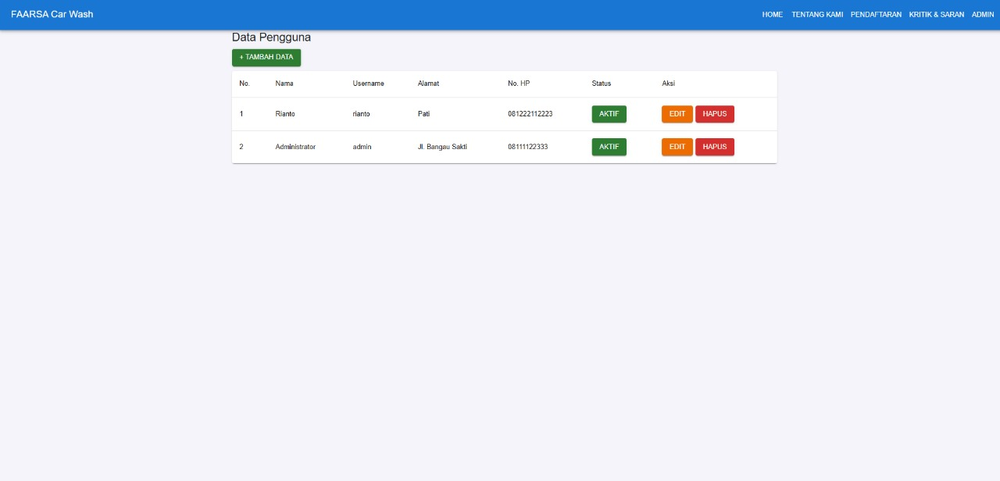 FAARSA Car Wash HOME TENTANG KAMI PENDAFTARAN KRITIK & SARAN ADMIN
Data Pengguna
+ TAMBAH DATA
No. Nama Username Alamat No. HP Status Aksi
1 Rianto rianto Pati 081222112223 AKTIF EDIT HAPUS
2 Administrator admin Jl. Bangau Sakti 08111122333 AKTIF EDIT HAPUS